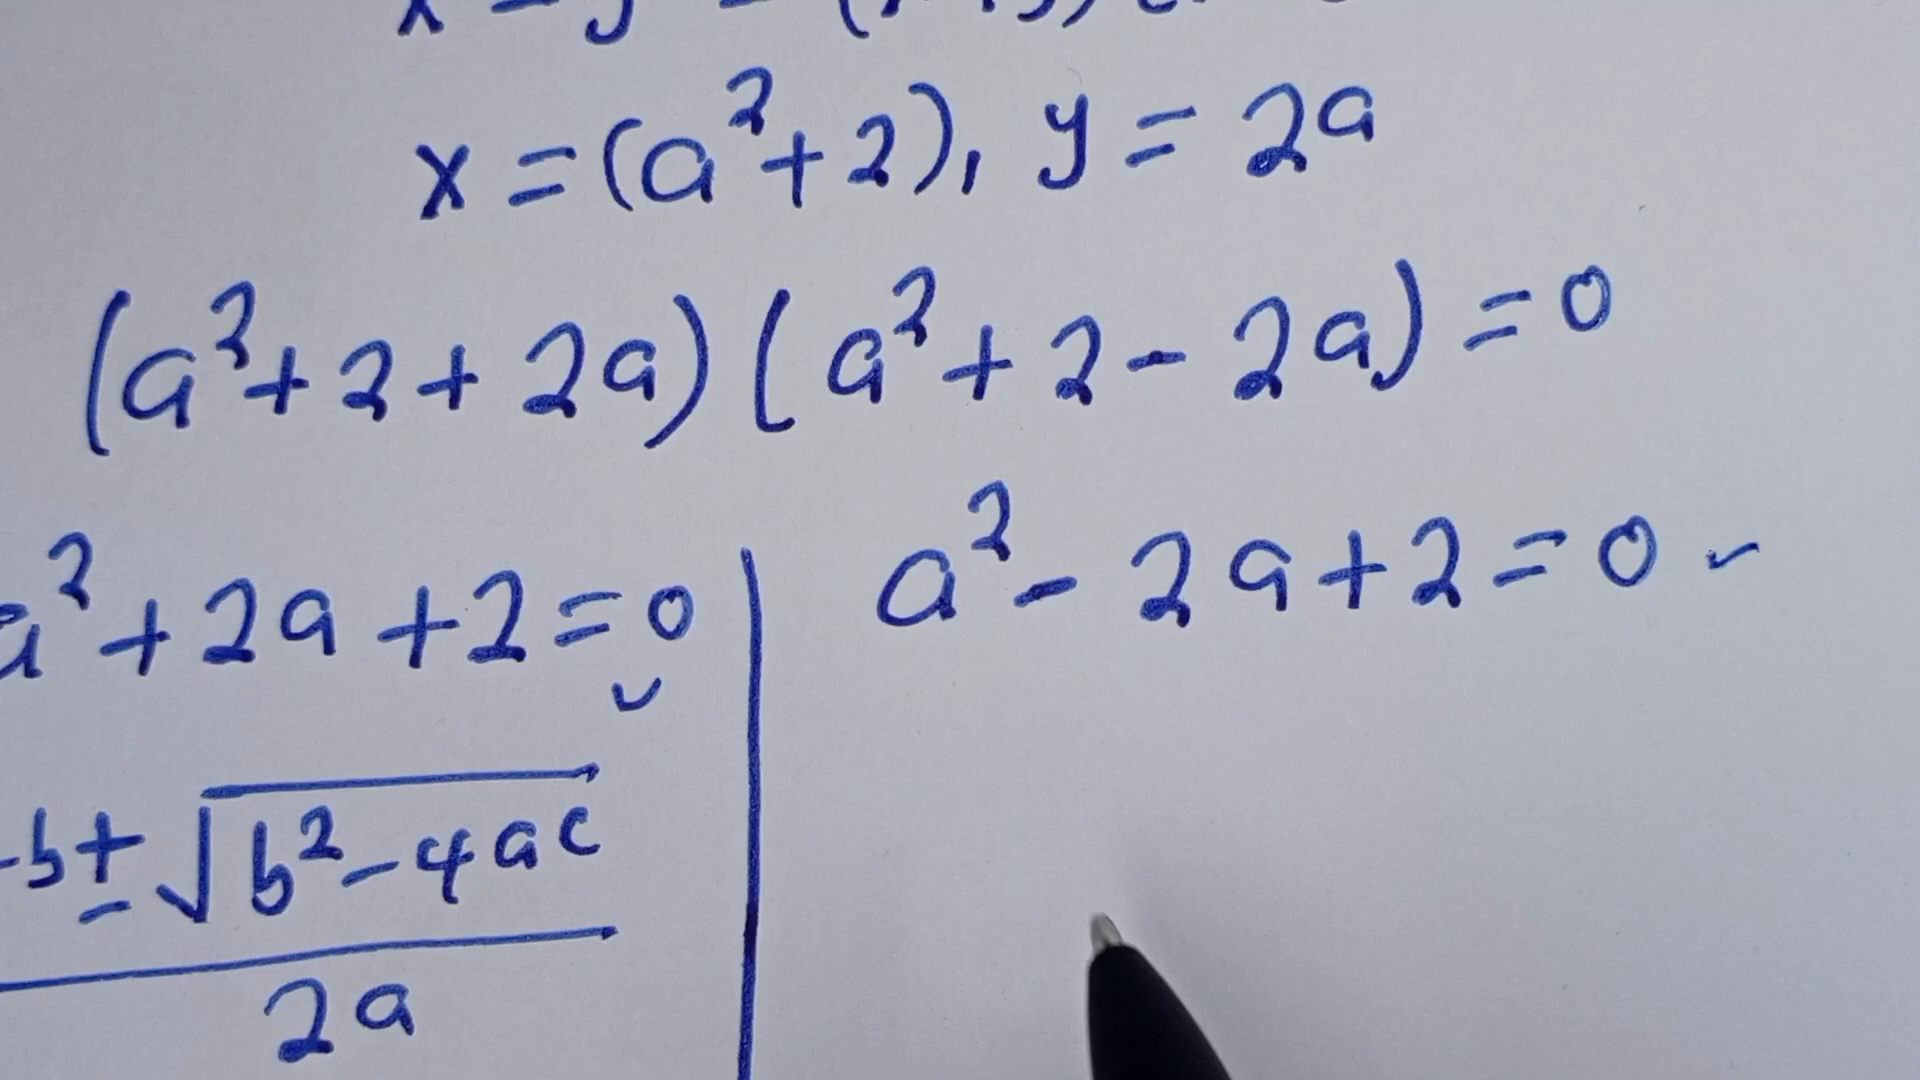 x = (a² + 2), y = 2a
(a² + 2 + 2a) (a² + 2 - 2a) = 0
a² + 2a + 2 = 0
a² - 2a + 2 = 0
-b ± √b² - 4ac
2a